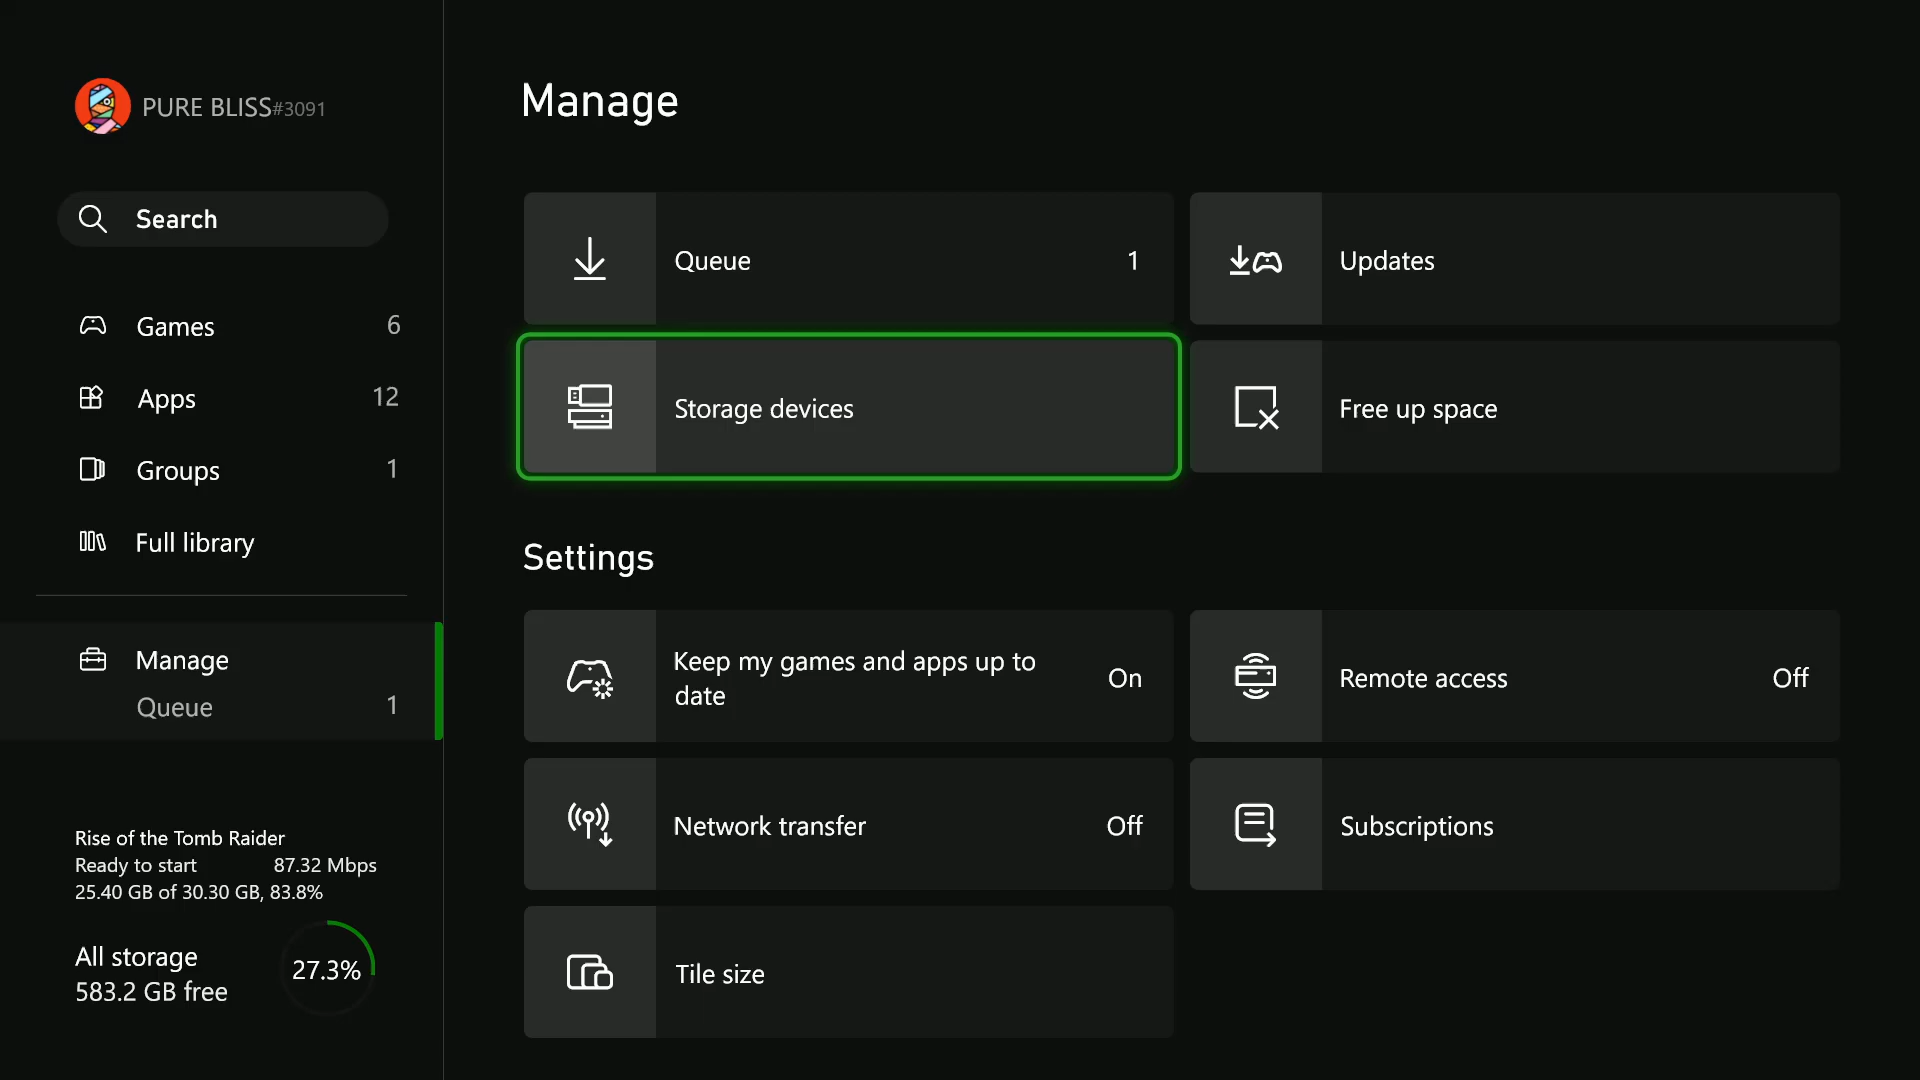 PURE BLISS#3091
Search
Games 6
Apps 12
Groups 1
Full library
Manage
Queue 1
Rise of the Tomb Raider
Ready to start 87.32 Mbps
25.40 GB of 30.30 GB, 83.8%
All storage
583.2 GB free
27.3%
Manage
Queue 1
Updates
Storage devices
Free up space
Settings
Keep my games and apps up to
date
On
Remote access Off
Network transfer Off
Subscriptions
Tile size